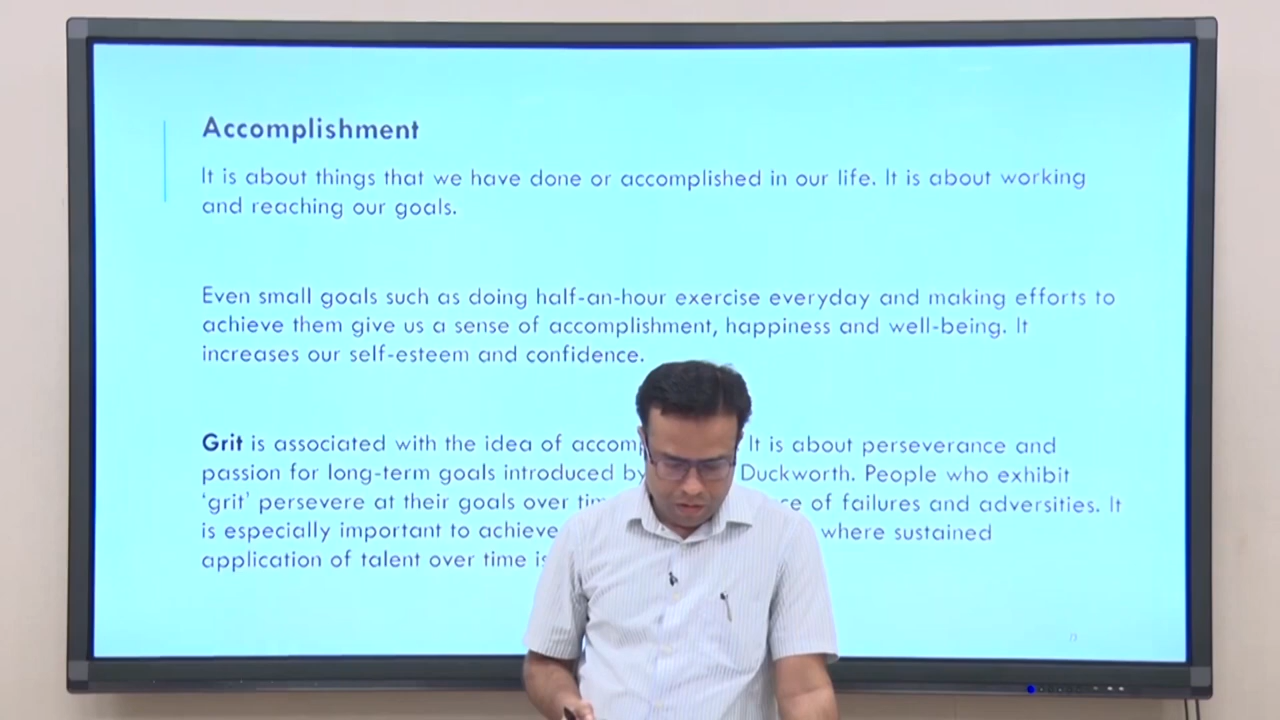 Accomplishment
It is about things that we have done or accomplished in our life. It is about working
and reaching our goals.
Even small goals such as doing half-an-hour exercise everyday and making efforts to
achieve them give us a sense of accomplishment, happiness and well-being. It
increases our self-esteem and confidence.
Grit is associated with the idea of accom It is about perseverance and
passion for long-term goals introduced by Duckworth. People who exhibit
‘grit’ persevere at their goals over tim ce of failures and adversities. It
is especially important to achieve where sustained
application of talent over time is